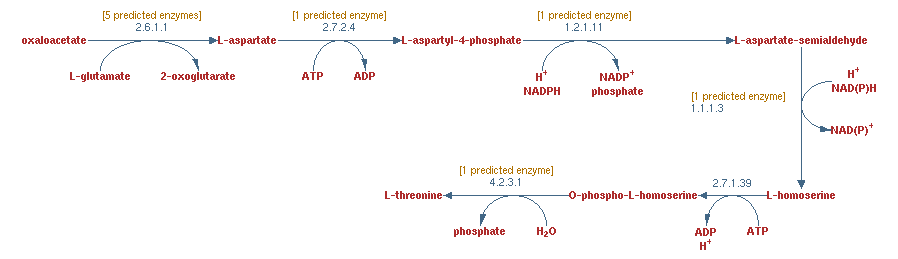 [5 predicted enzymes] [1 predicted enzyme] [1 predicted enzyme]
2.6.1.1 2.7.2.4 1.2.1.11
oxaloacetate L-aspartate L-aspartyl-4-phosphate L-aspartate-semialdehyde
L-glutamate 2-oxoglutarate ATP ADP H+ NADP+ H+
NADPH phosphate NAD(P)H
[1 predicted enzyme]
1.1.1.3
NAD(P)+
[1 predicted enzyme]
4.2.3.1 2.7.1.39
L-threonine O-phospho-L-homoserine L-homoserine
phosphate H2O ADP ATP
H+